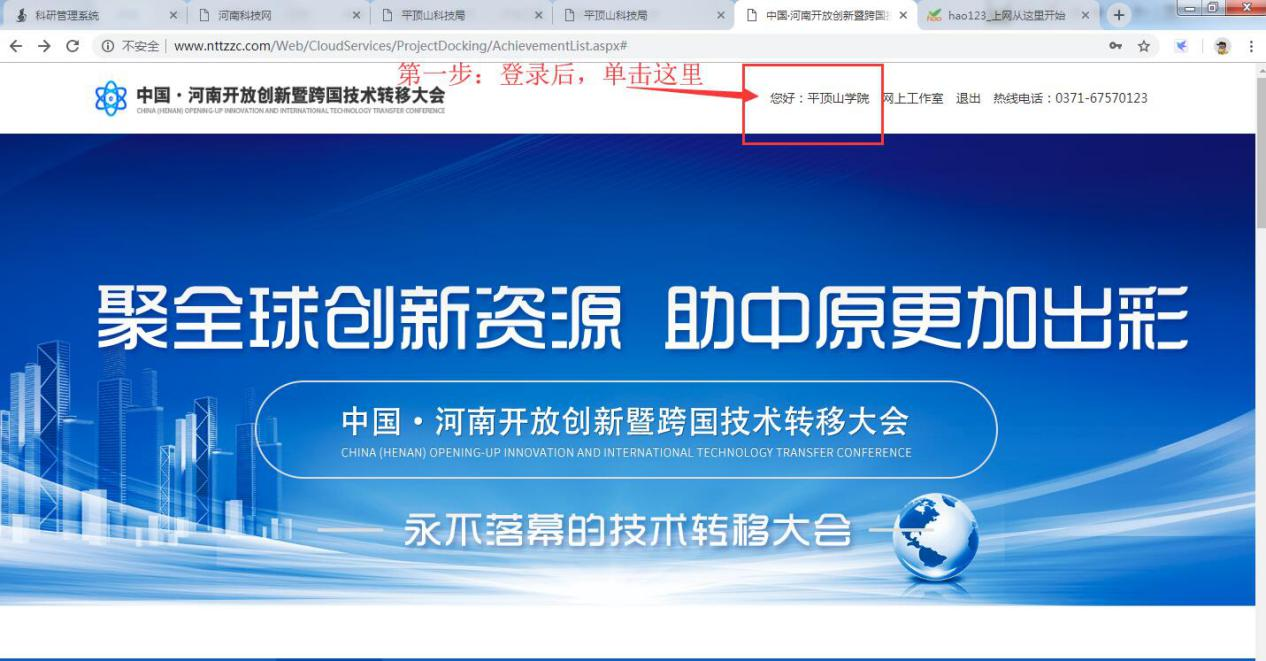 科研管理系统
河南科技网
平顶山科技局
平顶山科技局
中国·河南开放创新暨跨国
hao123_上网从这里开始
不安全 | www.nttzzc.com/Web/CloudServices/ProjectDocking/AchievementList.aspx#
第一步：登录后，单击这里
中国·河南开放创新暨跨国技术转移大会
CHINA (HENAN) OPENING-UP INNOVATION AND INTERNATIONAL TECHNOLOGY TRANSFER CONFERENCE
您好：平顶山学院 网上工作室 退出 热线电话：0371-67570123
聚全球创新资源 助中原更加出彩
中国·河南开放创新暨跨国技术转移大会
CHINA (HENAN) OPENING-UP INNOVATION AND INTERNATIONAL TECHNOLOGY TRANSFER CONFERENCE
永不落幕的技术转移大会